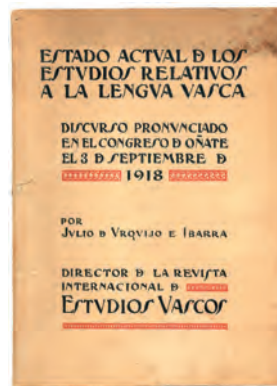 ESTADO ACTVAL D LOS
ESTVDIOS RELATIVOS
A LA LENGVA VASCA
DISCVRSO PRONVNCIADO
EN EL CONGRESO D OÑATE
EL 3 D SEPTIEMBRE D
1918
POR
JVLIO D VRQVIJO E IBARRA
DIRECTOR D LA REVISTA
INTERNACIONAL D
ESTVDIOS VASCOS